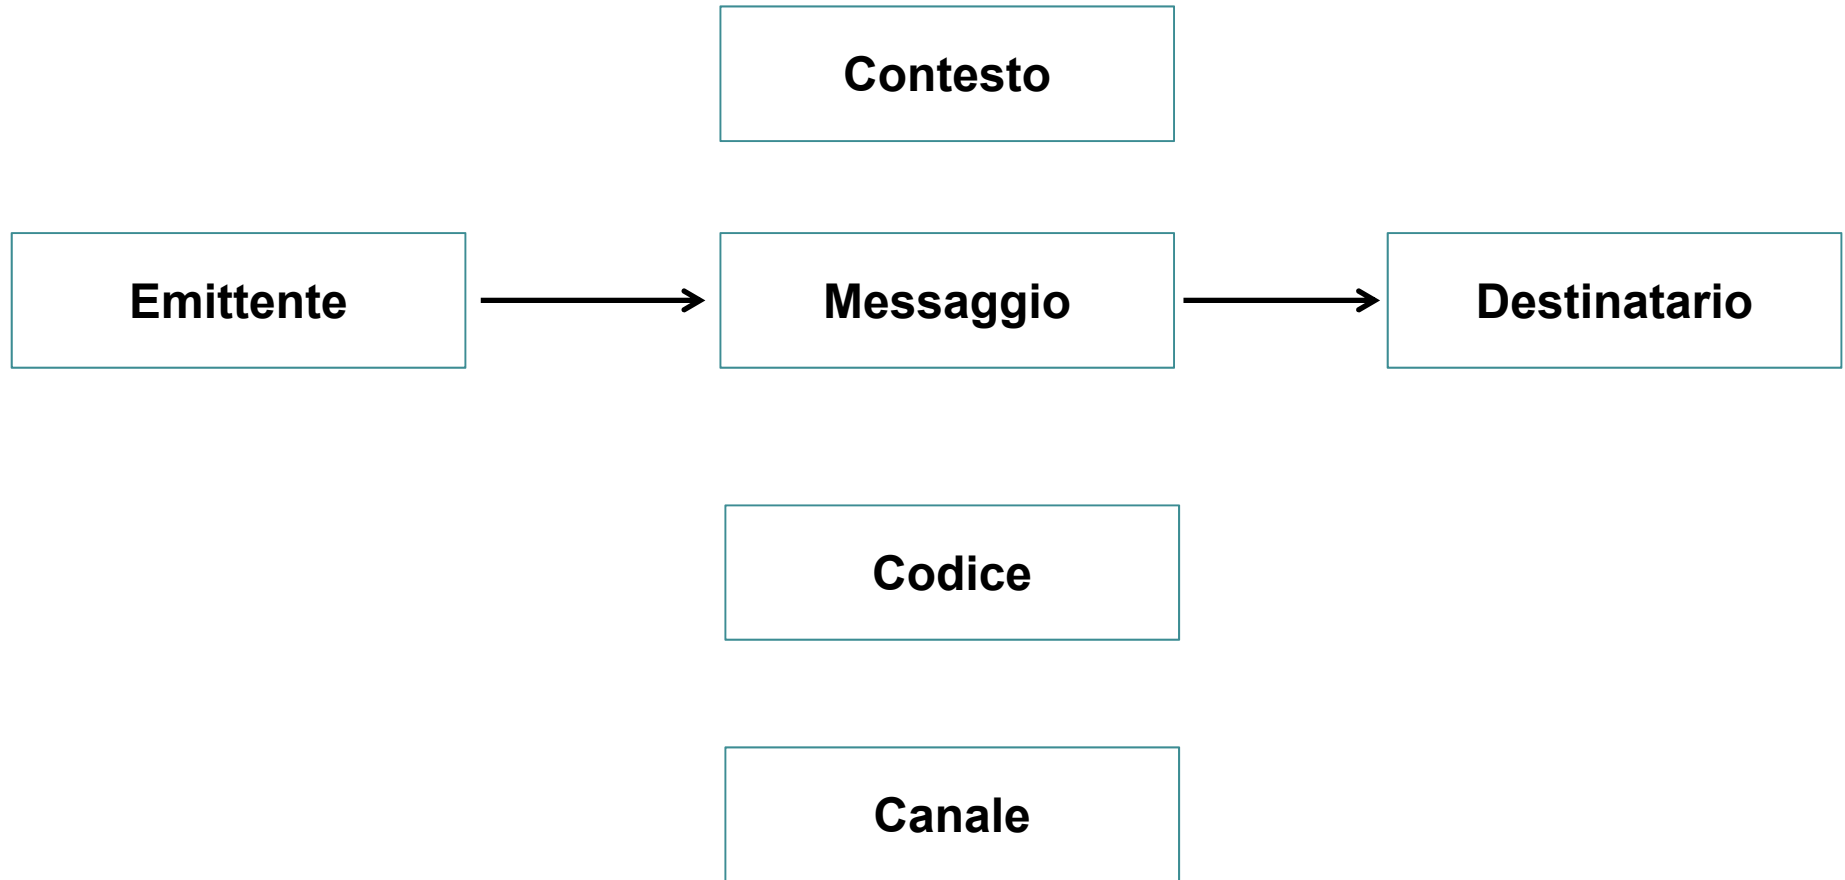 Contesto
Emittente
Messaggio
Destinatario
Codice
Canale